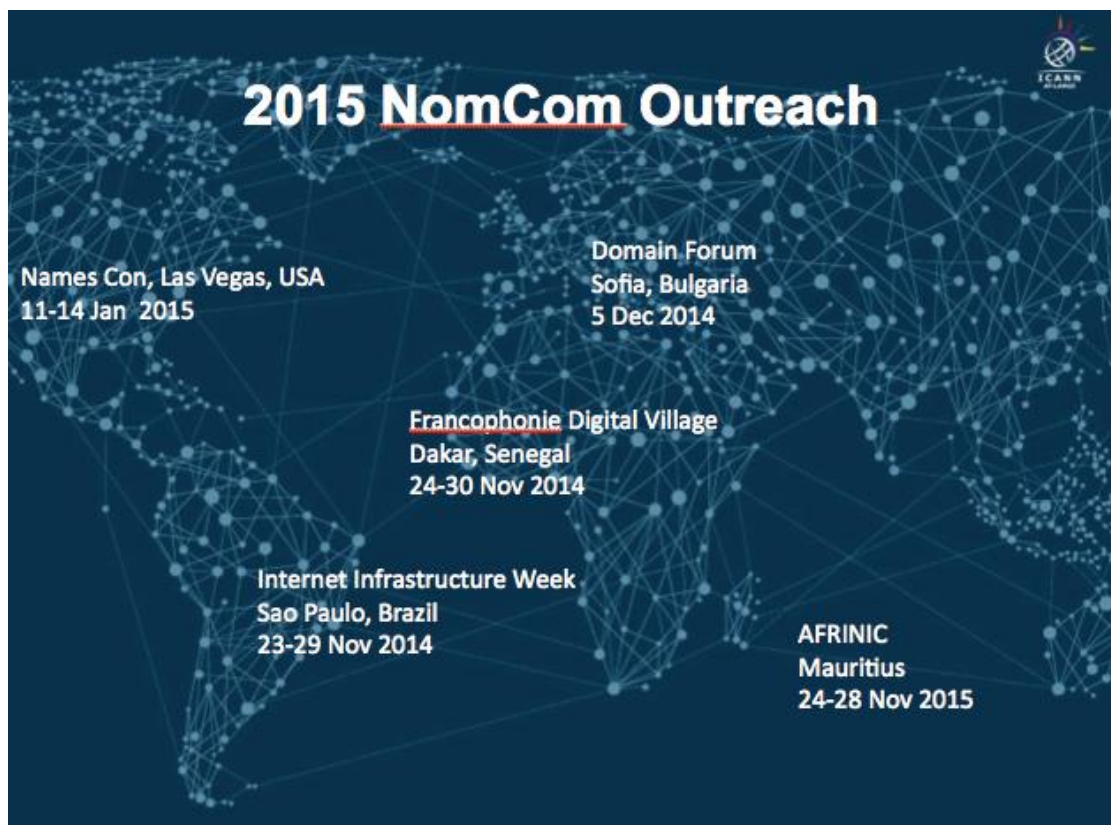 ICANN
AT-LARGE
2015 NomCom Outreach
Names Con, Las Vegas, USA
11-14 Jan 2015
Domain Forum
Sofia, Bulgaria
5 Dec 2014
Francophonie Digital Village
Dakar, Senegal
24-30 Nov 2014
Internet Infrastructure Week
Sao Paulo, Brazil
23-29 Nov 2014
AFRINIC
Mauritius
24-28 Nov 2015